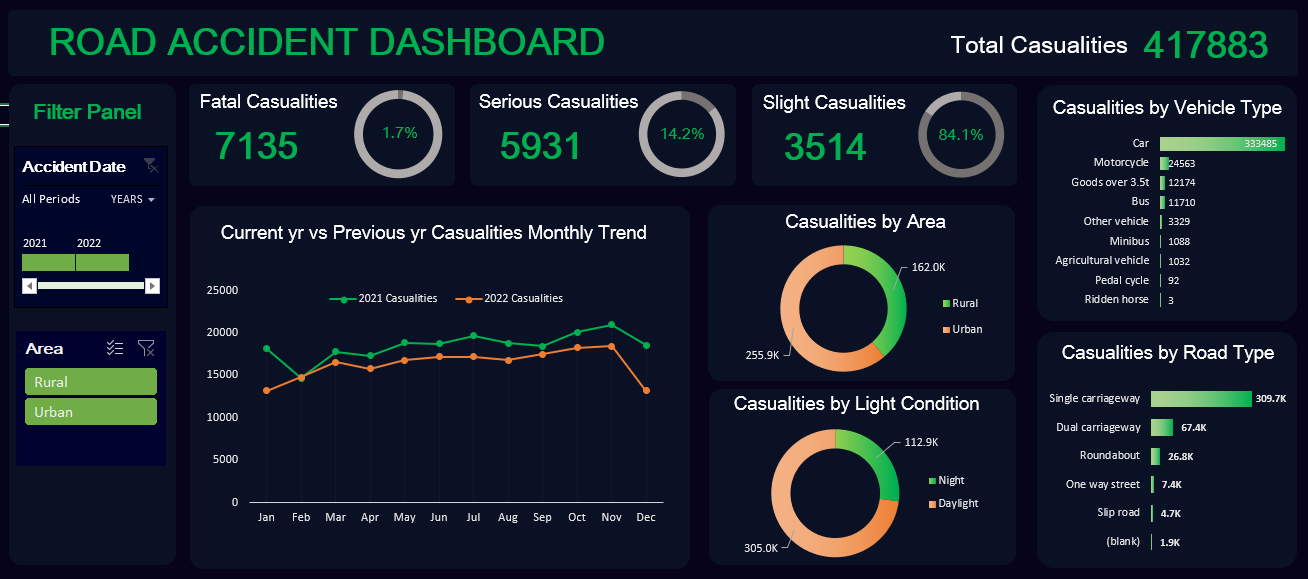 ROAD ACCIDENT DASHBOARD
Total Casualities 417883
Filter Panel
Accident Date
All Periods YEARS
2021 2022
Area
Rural
Urban
Fatal Casualities
7135
1.7%
Serious Casualities
5931
14.2%
Slight Casualities
3514
84.1%
Current yr vs Previous yr Casualities Monthly Trend
2021 Casualities 2022 Casualities
25000
20000
15000
10000
5000
0
Jan Feb Mar Apr May Jun Jul Aug Sep Oct Nov Dec
Casualities by Area
162.0K
255.9K
Rural
Urban
Casualities by Light Condition
112.9K
305.0K
Night
Daylight
Casualities by Vehicle Type
Car 333485
Motorcycle 24563
Goods over 3.5t 12174
Bus 11710
Other vehicle 3329
Minibus 1088
Agricultural vehicle 1032
Pedal cycle 92
Ridden horse 3
Casualities by Road Type
Single carriageway 309.7K
Dual carriageway 67.4K
Roundabout 26.8K
One way street 7.4K
Slip road 4.7K
(blank) 1.9K